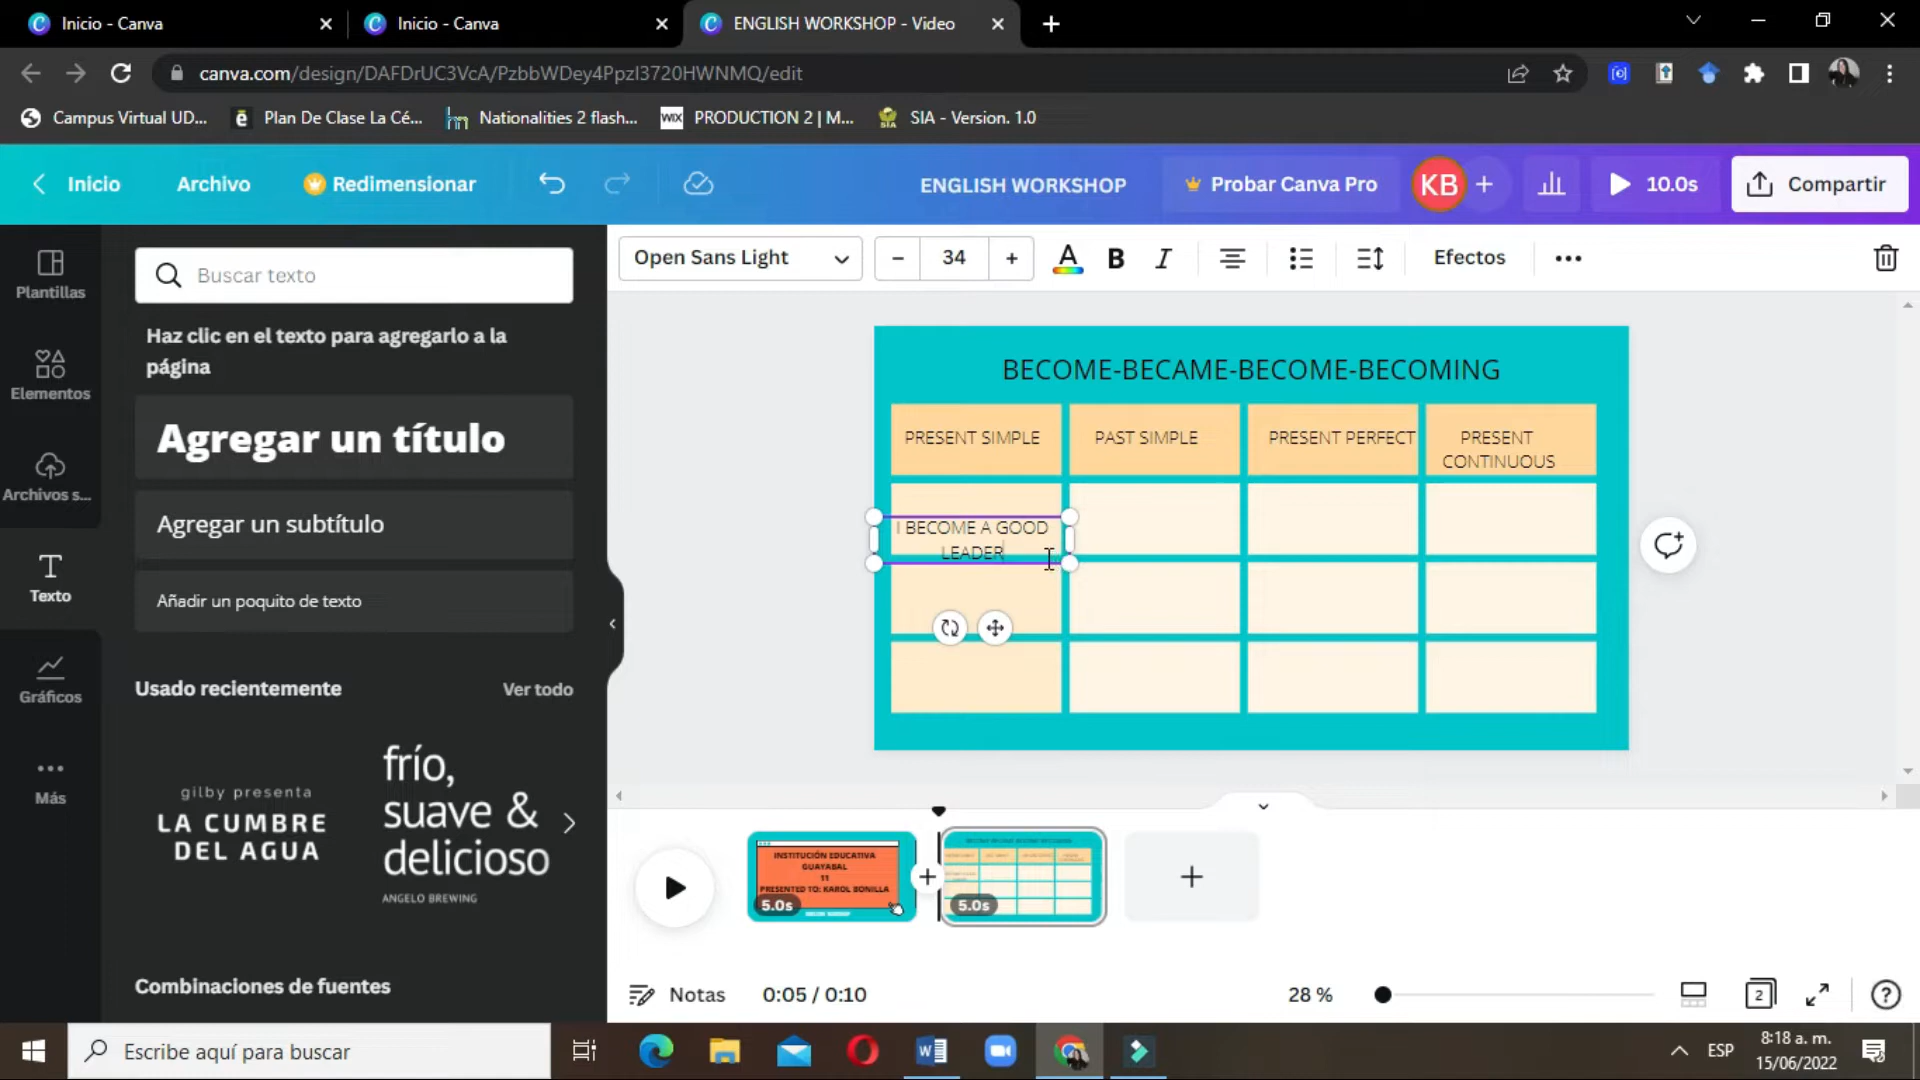 Inicio - Canva
Inicio - Canva
ENGLISH WORKSHOP - Video
canva.com/design/DAFDrUC3VcA/PzbbWDey4Ppzl3720HWNMQ/edit
Campus Virtual UD...
Plan De Clase La Cé...
Nationalities 2 flash...
WIX PRODUCTION 2 | M...
SIA - Version. 1.0
Inicio
Archivo
Redimensionar
ENGLISH WORKSHOP
Probar Canva Pro
KB
10.0s
Compartir
Plantillas
Elementos
Archivos s...
Texto
Gráficos
Más
Buscar texto
Haz clic en el texto para agregarlo a la
página
Agregar un título
Agregar un subtítulo
Añadir un poquito de texto
Usado recientemente
Ver todo
gilby presenta
LA CUMBRE
DEL AGUA
frío,
suave &
delicioso
ANGELO BREWING
Combinaciones de fuentes
Open Sans Light
34
Efectos
BECOME-BECAME-BECOME-BECOMING
PRESENT SIMPLE
PAST SIMPLE
PRESENT PERFECT
PRESENT
CONTINUOUS
I BECOME A GOOD
LEADER
INSTITUCIÓN EDUCATIVA
GUAYABAL
11
PRESENTED TO: KAROL BONILLA
5.0s
5.0s
Notas
0:05 / 0:10
28 %
2
Escribe aquí para buscar
ESP
8:18 a. m.
15/06/2022